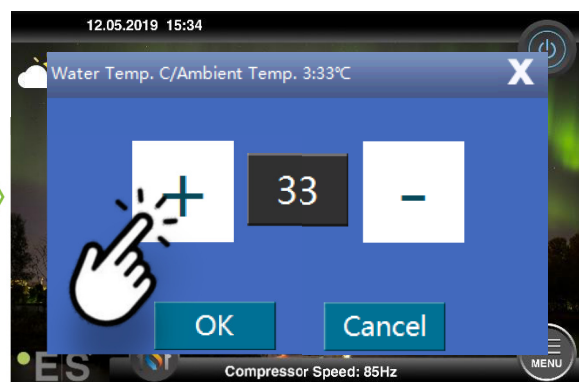 12.05.2019 15:34
Water Temp. C/Ambient Temp. 3:33℃ X
+ 33 -
OK Cancel
ES
Compressor Speed: 85Hz
MENU